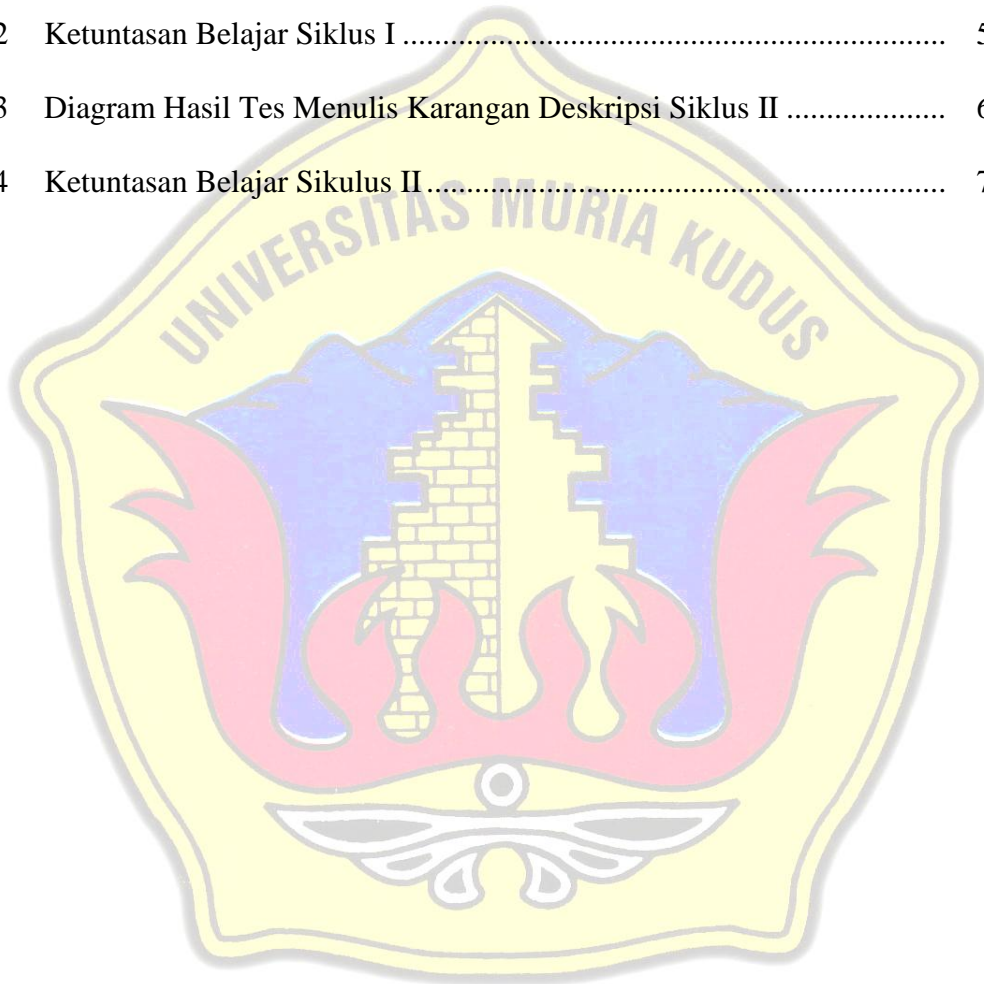 2 Ketuntasan Belajar Siklus I ................................................................... 5
3 Diagram Hasil Tes Menulis Karangan Deskripsi Siklus II .................... 6
4 Ketuntasan Belajar Sikulus II ................................................................ 7
UNIVERSITAS MURIA KUDUS